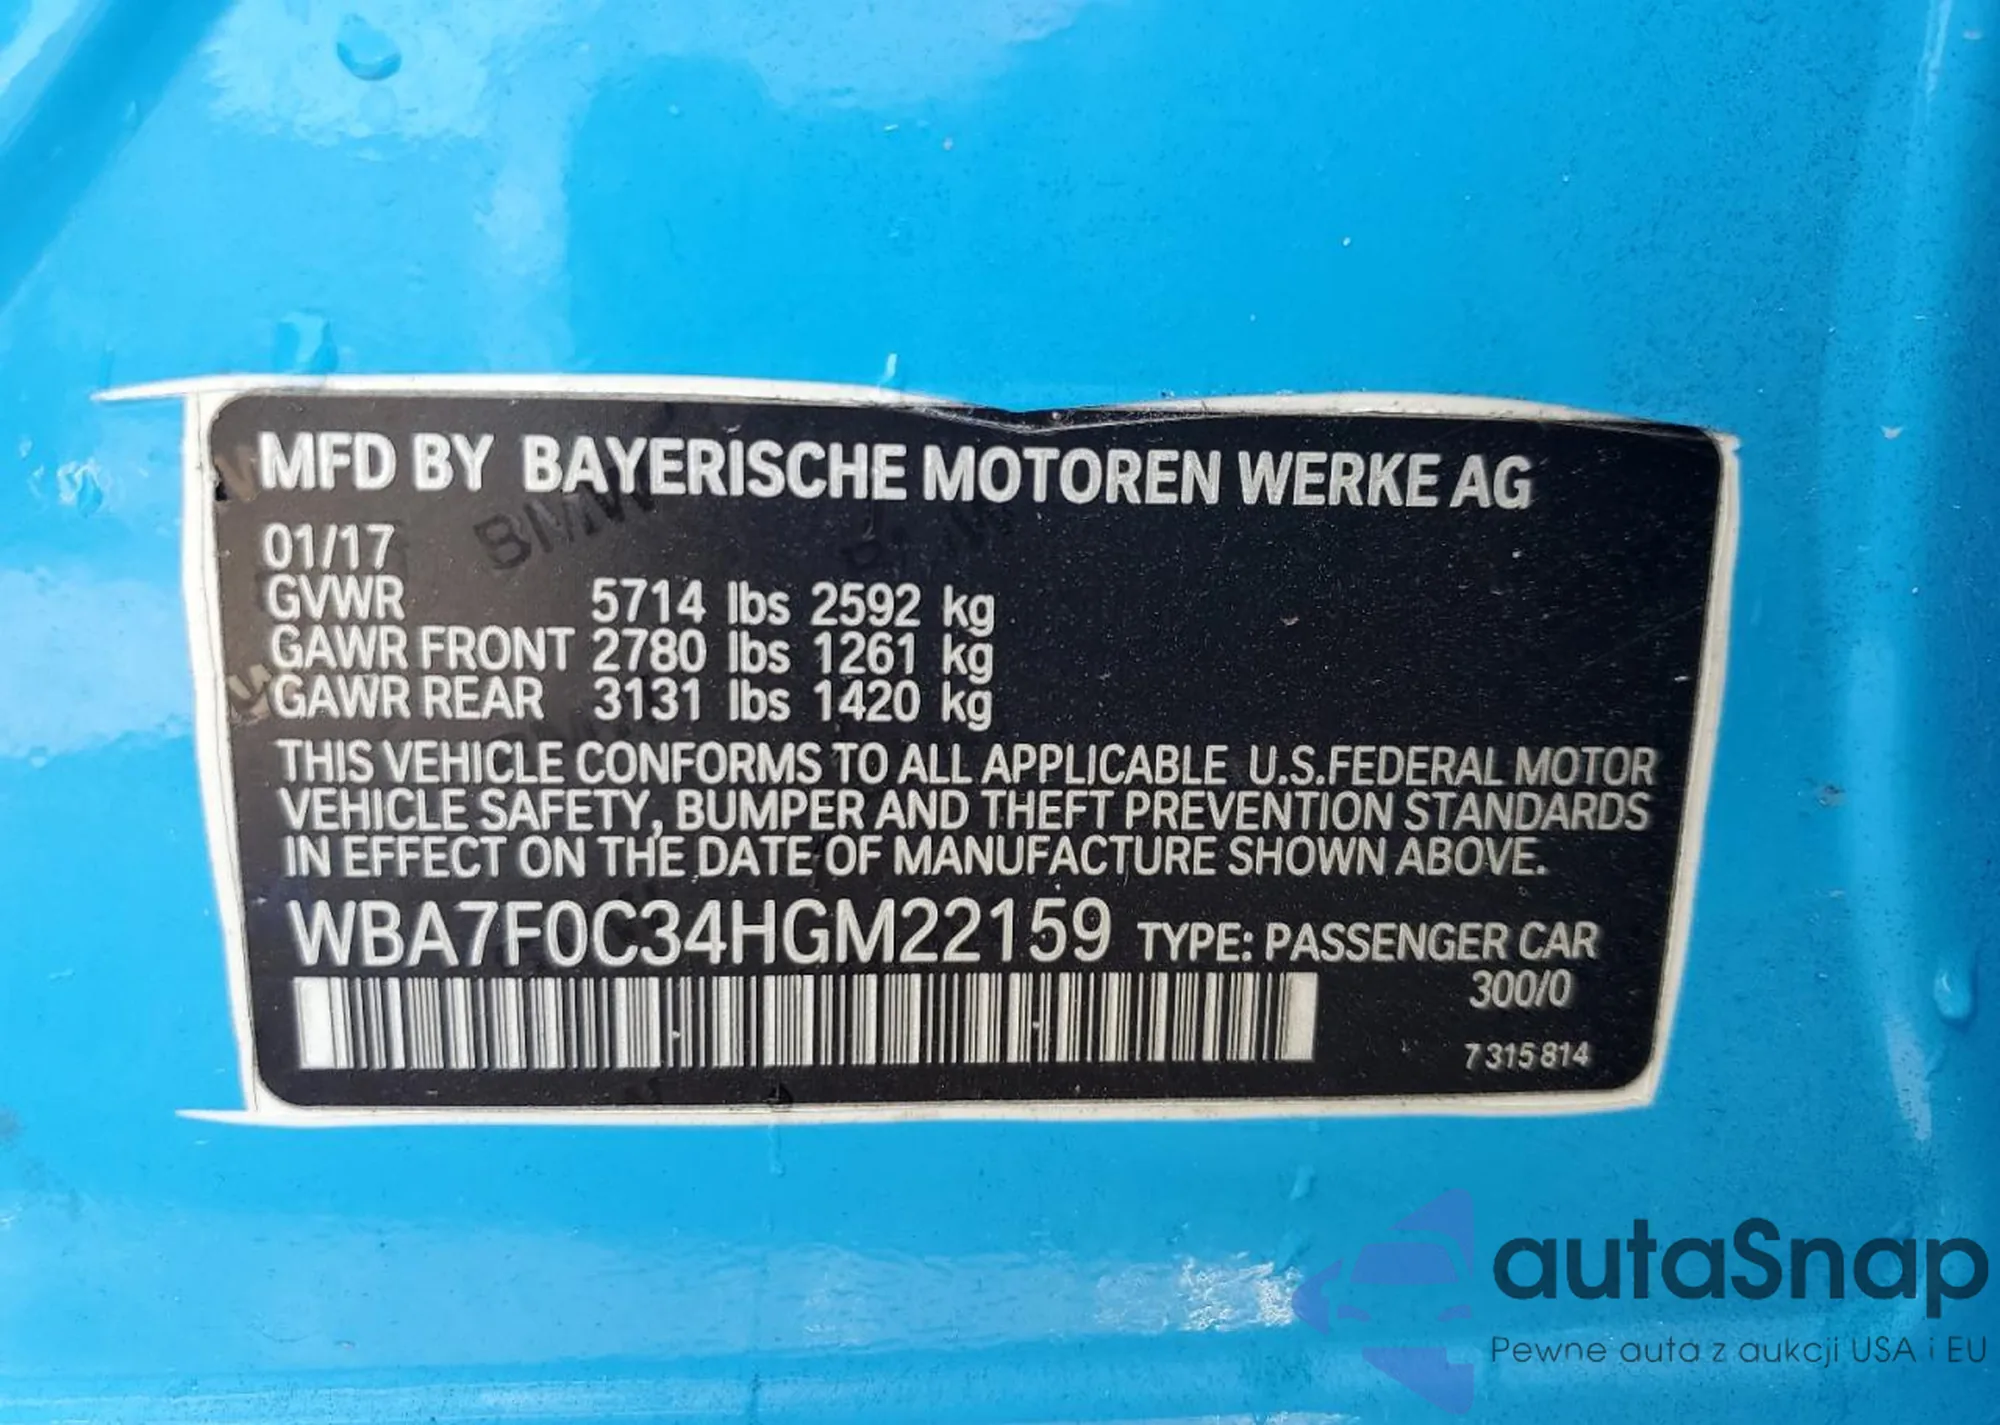 MFD BY BAYERISCHE MOTOREN WERKE AG
01/17
GVWR 5714 lbs 2592 kg
GAWR FRONT 2780 lbs 1261 kg
GAWR REAR 3131 lbs 1420 kg
THIS VEHICLE CONFORMS TO ALL APPLICABLE U.S.FEDERAL MOTOR
VEHICLE SAFETY, BUMPER AND THEFT PREVENTION STANDARDS
IN EFFECT ON THE DATE OF MANUFACTURE SHOWN ABOVE.
WBA7F0C34HGM22159 TYPE: PASSENGER CAR
300/0
7 315 814
autaSnap
Pewne auta z aukcji USA i EU